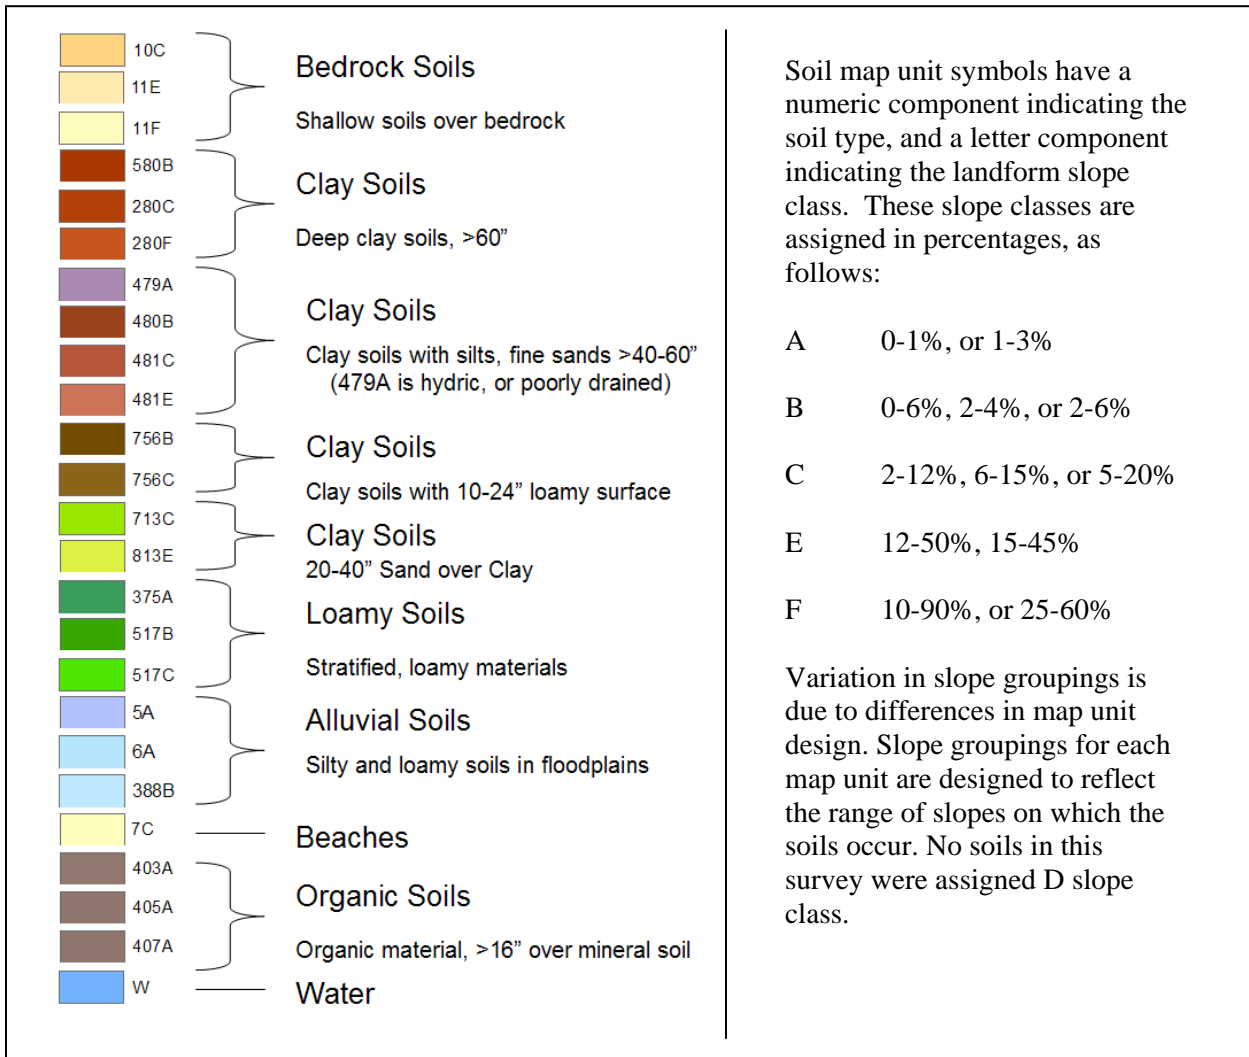 10C
11E
11F
Bedrock Soils
Shallow soils over bedrock
580B
280C
280F
Clay Soils
Deep clay soils, >60”
479A
480B
481C
481E
Clay Soils
Clay soils with silts, fine sands >40-60”
(479A is hydric, or poorly drained)
756B
756C
Clay Soils
Clay soils with 10-24” loamy surface
713C
813E
Clay Soils
20-40” Sand over Clay
375A
517B
517C
Loamy Soils
Stratified, loamy materials
5A
6A
388B
Alluvial Soils
Silty and loamy soils in floodplains
7C
Beaches
403A
405A
407A
Organic Soils
Organic material, >16” over mineral soil
W
Water
Soil map unit symbols have a
numeric component indicating the
soil type, and a letter component
indicating the landform slope
class.  These slope classes are
assigned in percentages, as
follows:
A 0-1%, or 1-3%
B 0-6%, 2-4%, or 2-6%
C 2-12%, 6-15%, or 5-20%
E 12-50%, 15-45%
F 10-90%, or 25-60%
Variation in slope groupings is
due to differences in map unit
design. Slope groupings for each
map unit are designed to reflect
the range of slopes on which the
soils occur. No soils in this
survey were assigned D slope
class.